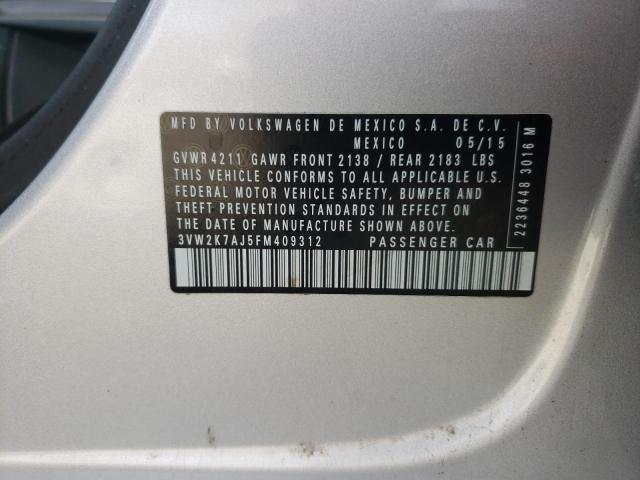 MFD BY VOLKSWAGEN DE MEXICO S.A. DE C.V.
MEXICO 05/15
GVWR 4211 GAWR FRONT 2138 / REAR 2183 LBS
THIS VEHICLE CONFORMS TO ALL APPLICABLE U.S.
FEDERAL MOTOR VEHICLE SAFETY, BUMPER AND
THEFT PREVENTION STANDARDS IN EFFECT ON
THE DATE OF MANUFACTURE SHOWN ABOVE.
3VW2K7AJ5FM409312 PASSENGER CAR
2236448 3016 M